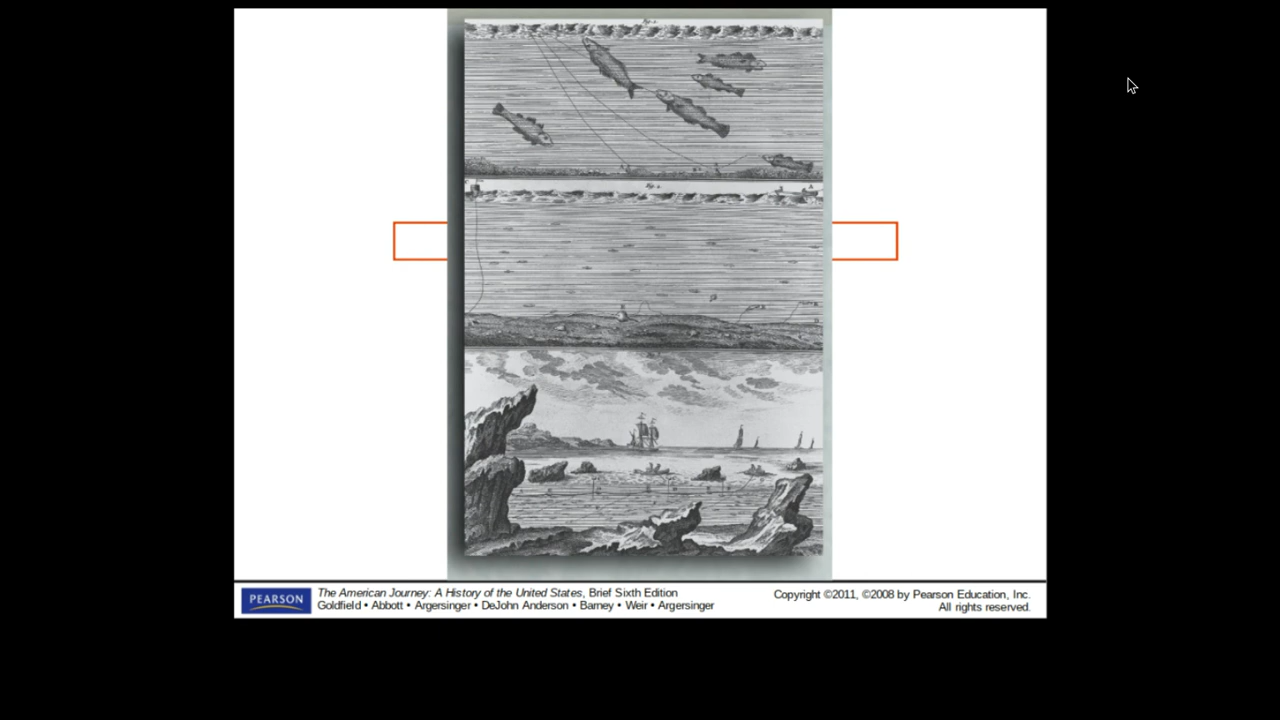 PEARSON
The American Journey: A History of the United States, Brief Sixth Edition
Goldfield • Abbott • Argersinger • DeJohn Anderson • Barney • Weir • Argersinger
Copyright ©2011, ©2008 by Pearson Education, Inc.
All rights reserved.